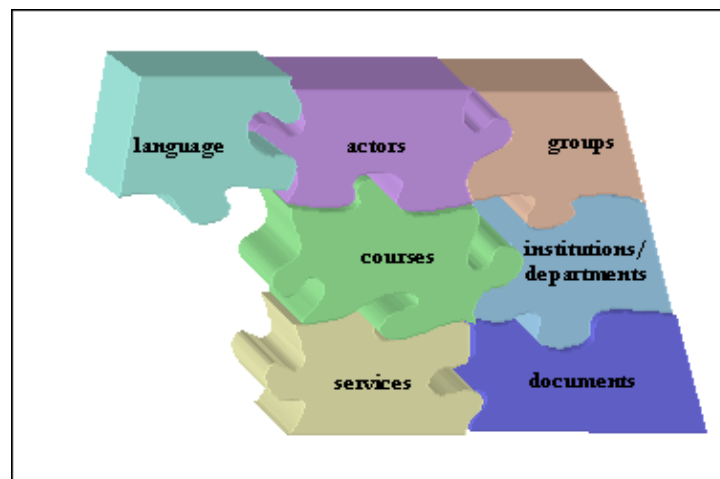 language
actors
groups
courses
institutions/
departments
services
documents